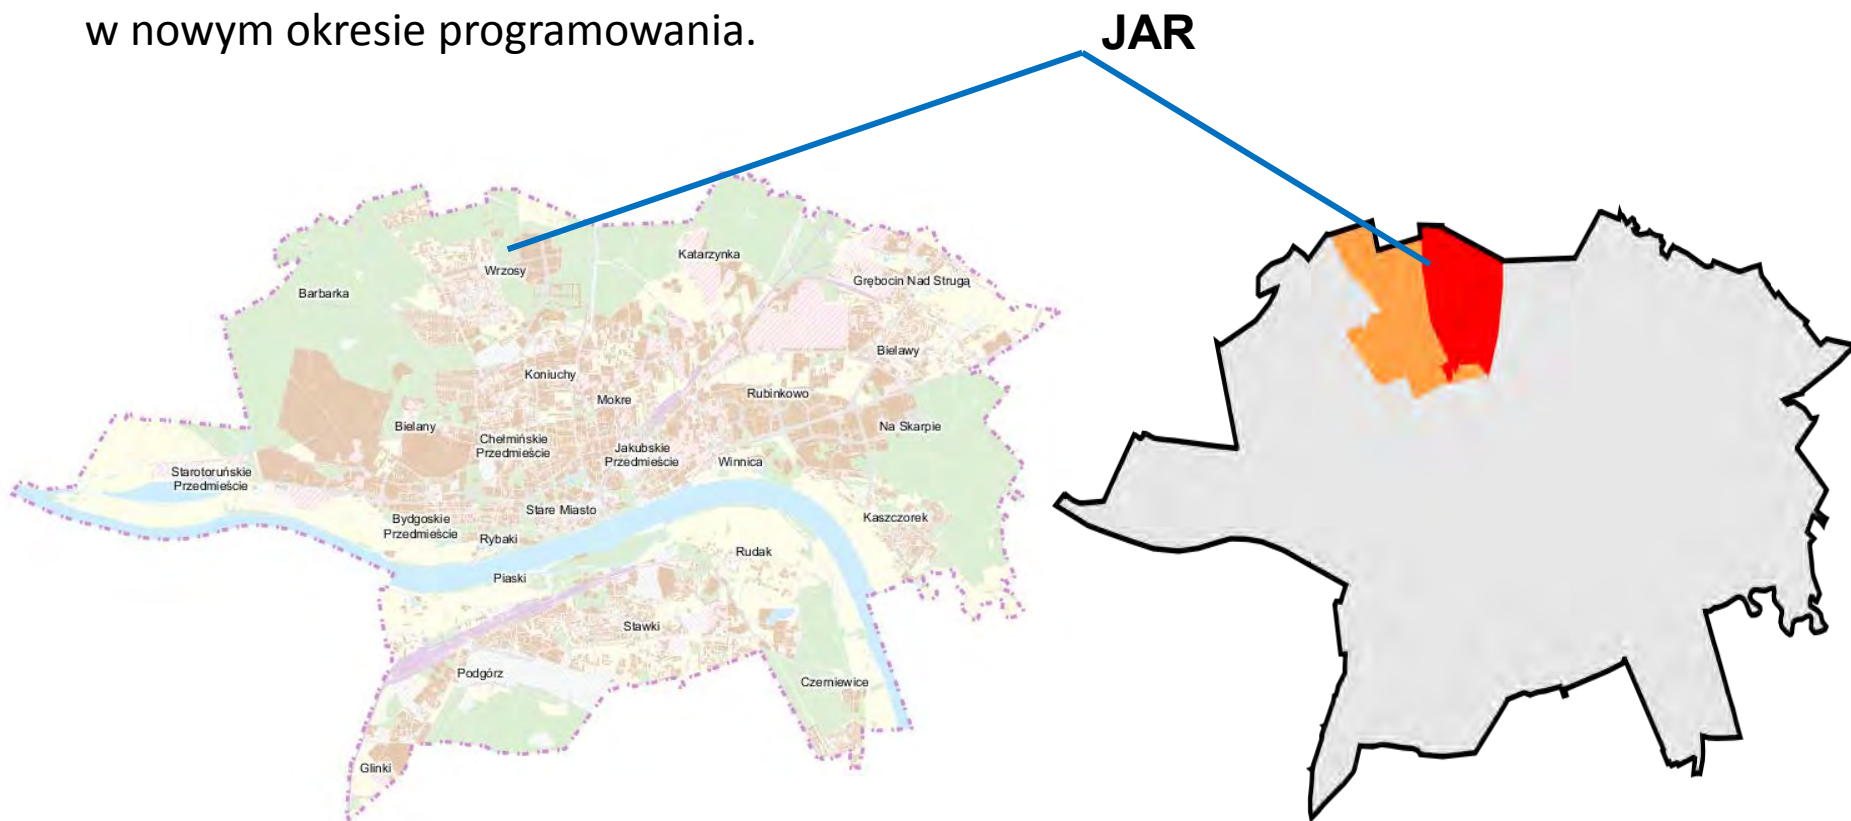 w nowym okresie programowania.
JAR
Wrzosy
Katarzynka
Grębocin Nad Strugą
Barbarka
Bielawy
Koniuchy
Mokre
Rubinkowo
Bielany
Na Skarpie
Chełmińskie
Przedmieście
Jakubskie
Przedmieście
Winnica
Starotoruńskie
Przedmieście
Stare Miasto
Bydgoskie
Przedmieście
Kaszczorek
Rybaki
Rudak
Piaski
Stawki
Podgórz
Czerniewice
Glinki